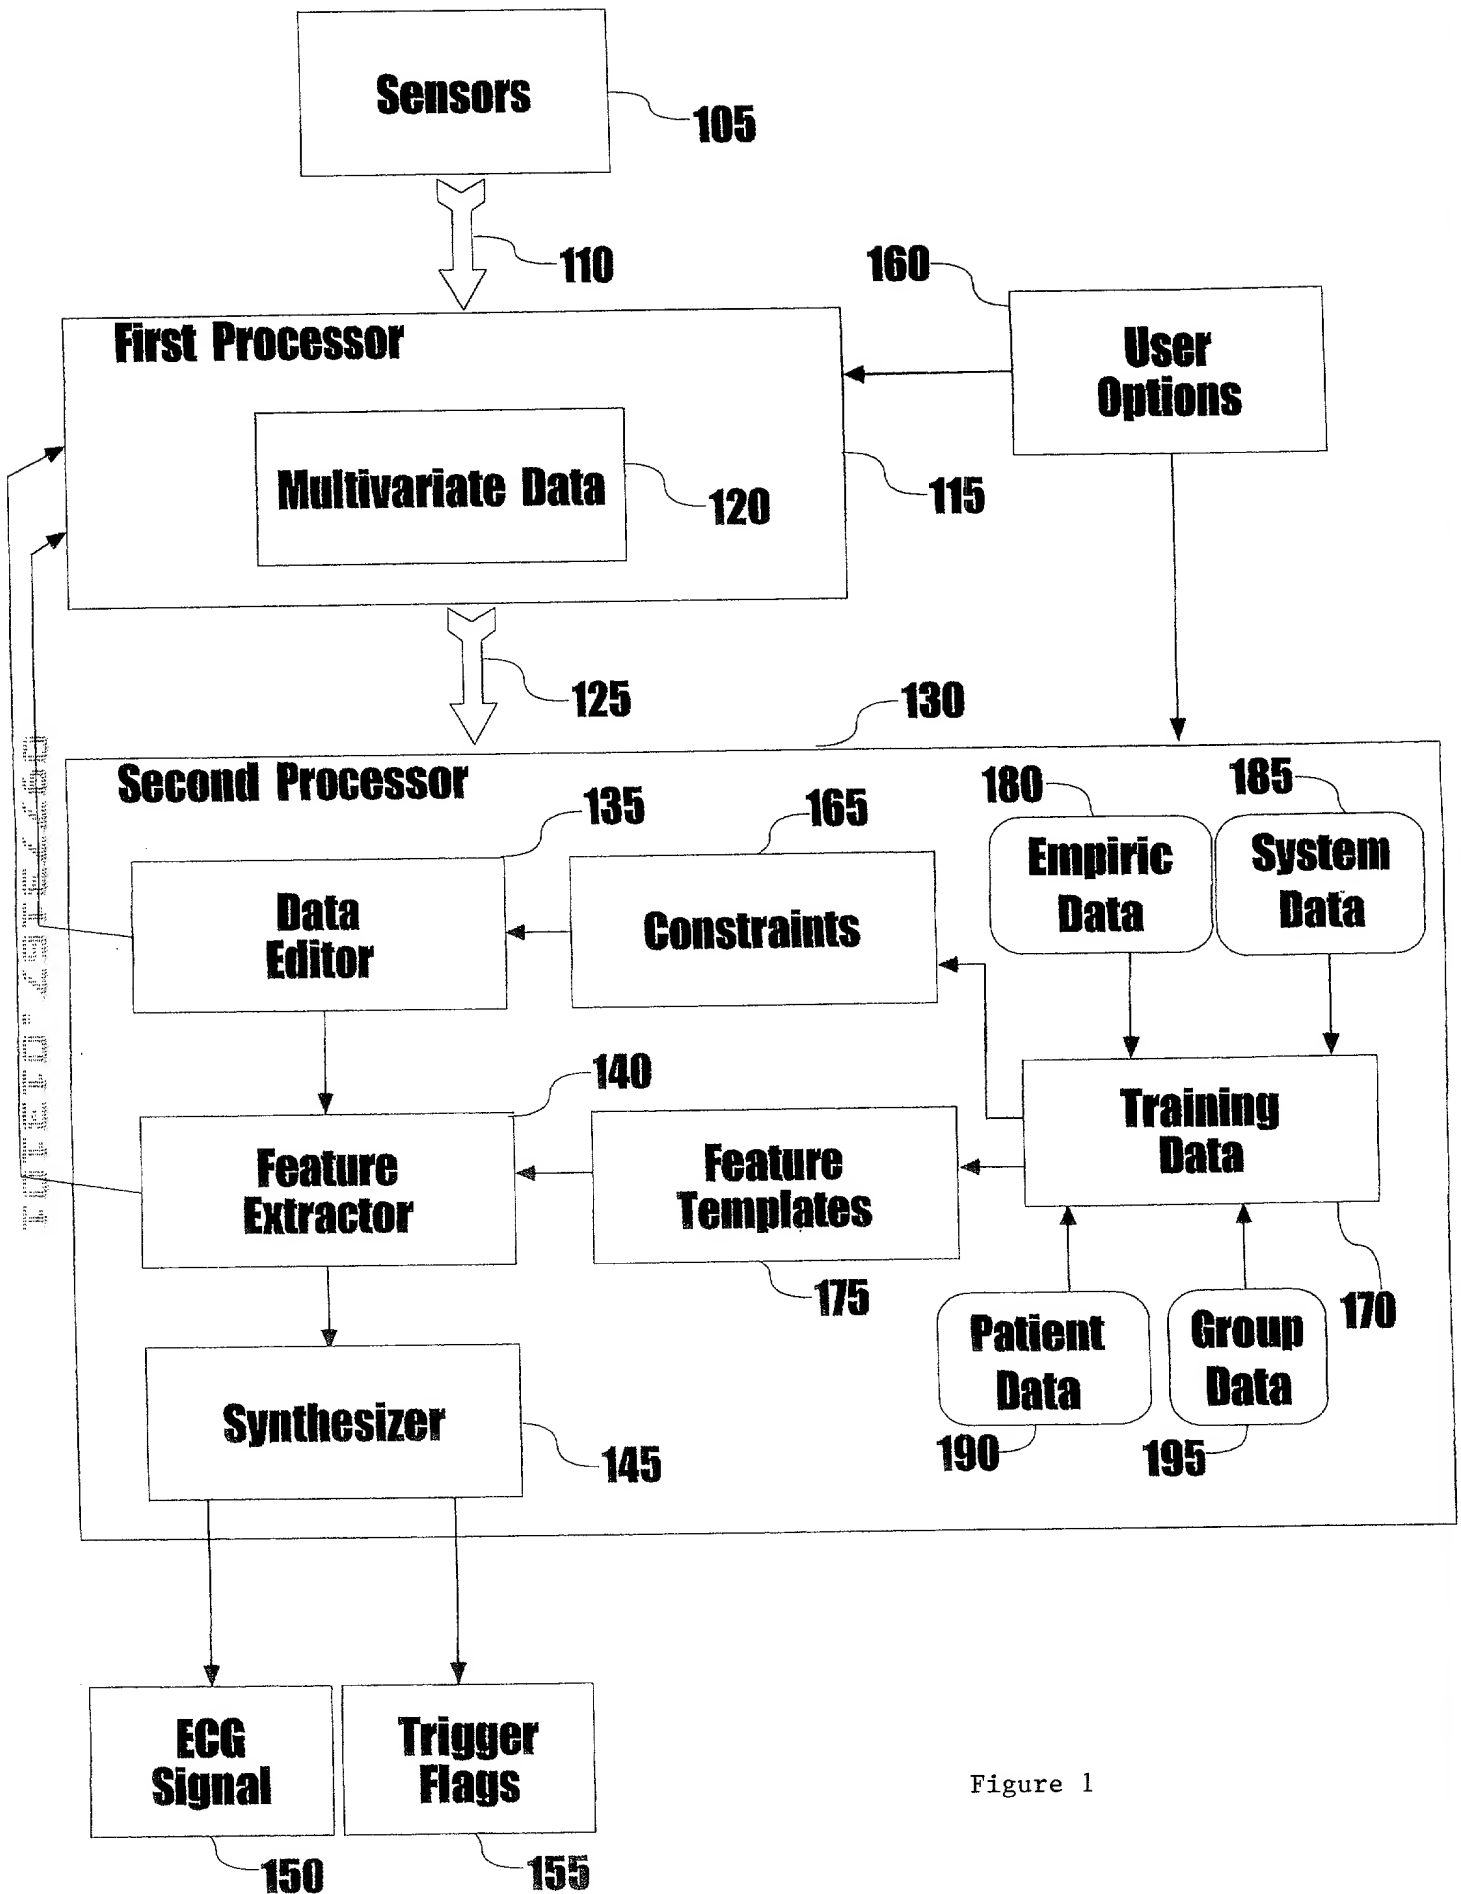 Sensors
105
110
160
First Processor
User
Options
Multivariate Data
120
115
125
130
Second Processor
180
185
135
165
Empiric
Data
System
Data
Data
Editor
Constraints
140
Training
Data
Feature
Extractor
Feature
Templates
175
170
Patient
Data
Group
Data
Synthesizer
190
195
145
ECG
Signal
Trigger
Flags
Figure 1
150
155